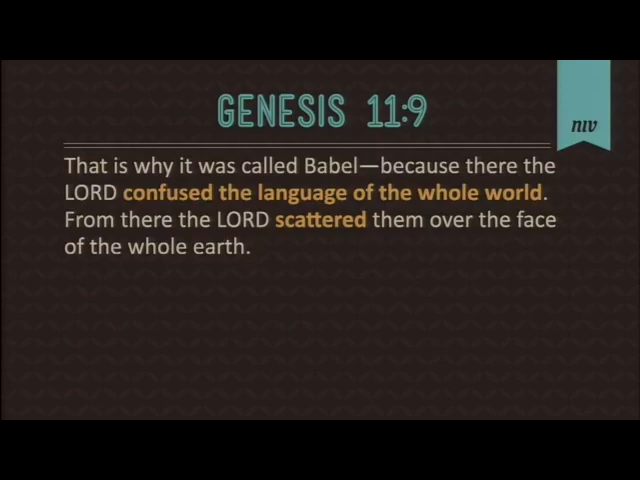 GENESIS 11:9
NIV
That is why it was called Babel—because there the
LORD confused the language of the whole world.
From there the LORD scattered them over the face
of the whole earth.